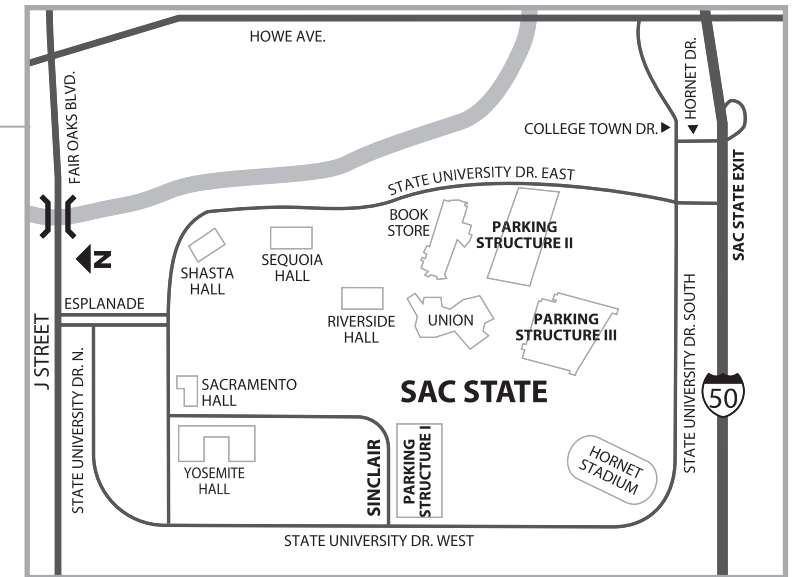 HOWE AVE.
FAIR OAKS BLVD.
HORNET DR.
COLLEGE TOWN DR.
STATE UNIVERSITY DR. EAST
SAC STATE EXIT
BOOK
STORE
PARKING
STRUCTURE II
N
SHASTA
HALL
SEQUOIA
HALL
ESPLANADE
RIVERSIDE
HALL
UNION
PARKING
STRUCTURE III
J STREET
STATE UNIVERSITY DR. N.
STATE UNIVERSITY DR. SOUTH
SACRAMENTO
HALL
SAC STATE
50
YOSEMITE
HALL
SINCLAIR
PARKING
STRUCTURE I
HORNET
STADIUM
STATE UNIVERSITY DR. WEST